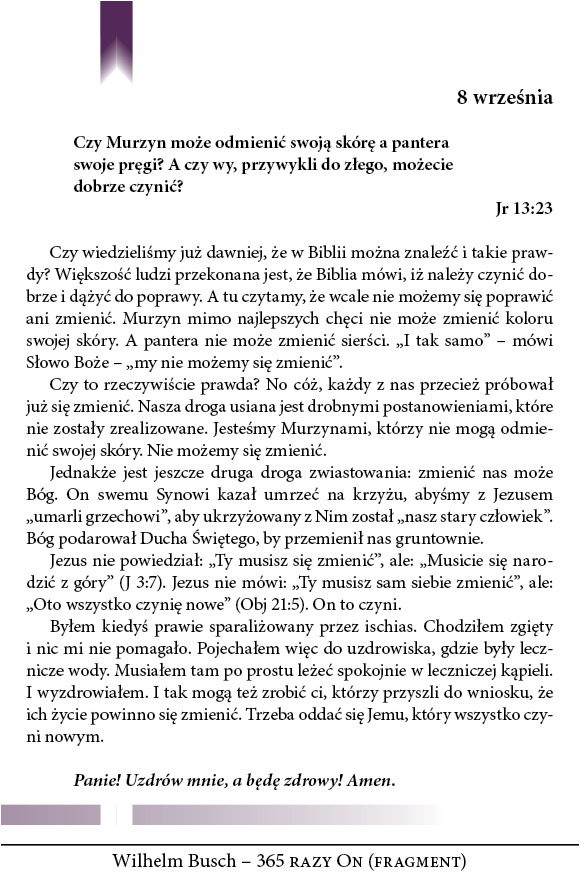 8 września
Czy Murzyn może odmienić swoją skórę a pantera
swoje pręgi? A czy wy, przywykli do złego, możecie
dobrze czynić?
Jr 13:23
Czy wiedzieliśmy już dawniej, że w Biblii można znaleźć i takie praw-
dy? Większość ludzi przekonana jest, że Biblia mówi, iż należy czynić do-
brze i dążyć do poprawy. A tu czytamy, że wcale nie możemy się poprawić
ani zmienić. Murzyn mimo najlepszych chęci nie może zmienić koloru
swojej skóry. A pantera nie może zmienić sierści. „I tak samo” – mówi
Słowo Boże – „my nie możemy się zmienić”.
Czy to rzeczywiście prawda? No cóż, każdy z nas przecież próbował
już się zmienić. Nasza droga usiana jest drobnymi postanowieniami, które
nie zostały zrealizowane. Jesteśmy Murzynami, którzy nie mogą odmie-
nić swojej skóry. Nie możemy się zmienić.
Jednakże jest jeszcze druga droga zwiastowania: zmienić nas może
Bóg. On swemu Synowi kazał umrzeć na krzyżu, abyśmy z Jezusem
„umarli grzechowi”, aby ukrzyżowany z Nim został „nasz stary człowiek”.
Bóg podarował Ducha Świętego, by przemienił nas gruntownie.
Jezus nie powiedział: „Ty musisz się zmienić”, ale: „Musicie się naro-
dzić z góry” (J 3:7). Jezus nie mówi: „Ty musisz sam siebie zmienić”, ale:
„Oto wszystko czynię nowe” (Obj 21:5). On to czyni.
Byłem kiedyś prawie sparaliżowany przez ischias. Chodziłem zgięty
i nic mi nie pomagało. Pojechałem więc do uzdrowiska, gdzie były lecz-
nicze wody. Musiałem tam po prostu leżeć spokojnie w leczniczej kąpieli.
I wyzdrowiałem. I tak mogą też zrobić ci, którzy przyszli do wniosku, że
ich życie powinno się zmienić. Trzeba oddać się Jemu, który wszystko czy-
ni nowym.
Panie! Uzdrów mnie, a będę zdrowy! Amen.
Wilhelm Busch – 365 razy On (fragment)